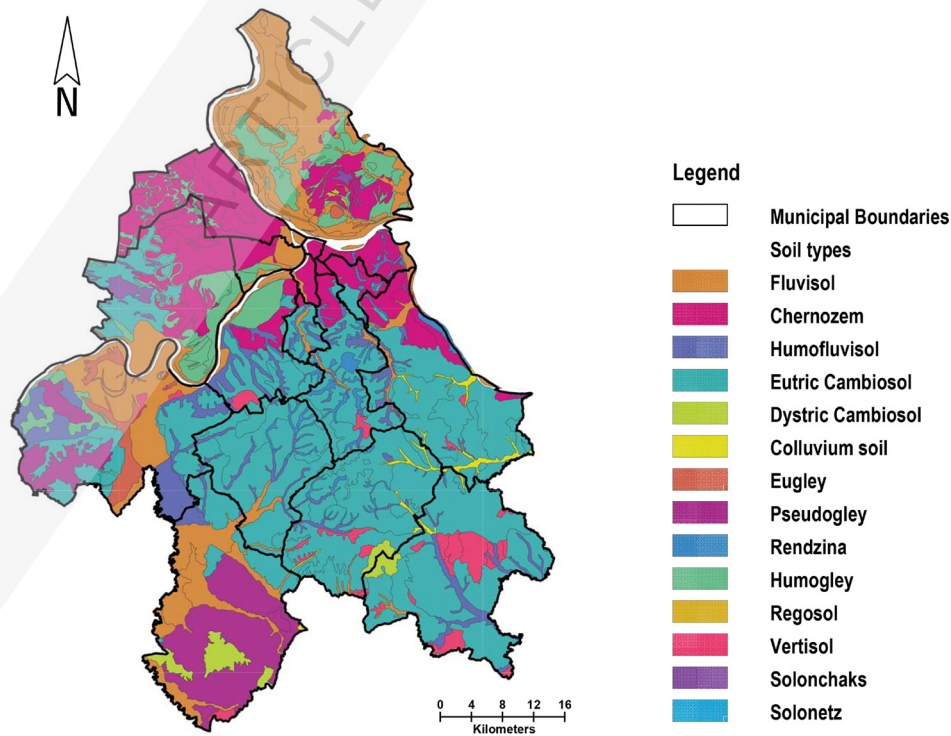 ARTICLE
N
Legend
Municipal Boundaries
Soil types
Fluvisol
Chernozem
Humofluvisol
Eutric Cambiosol
Dystric Cambiosol
Colluvium soil
Eugley
Pseudogley
Rendzina
Humogley
Regosol
Vertisol
Solonchaks
Solonetz
0 4 8 12 16
Kilometers